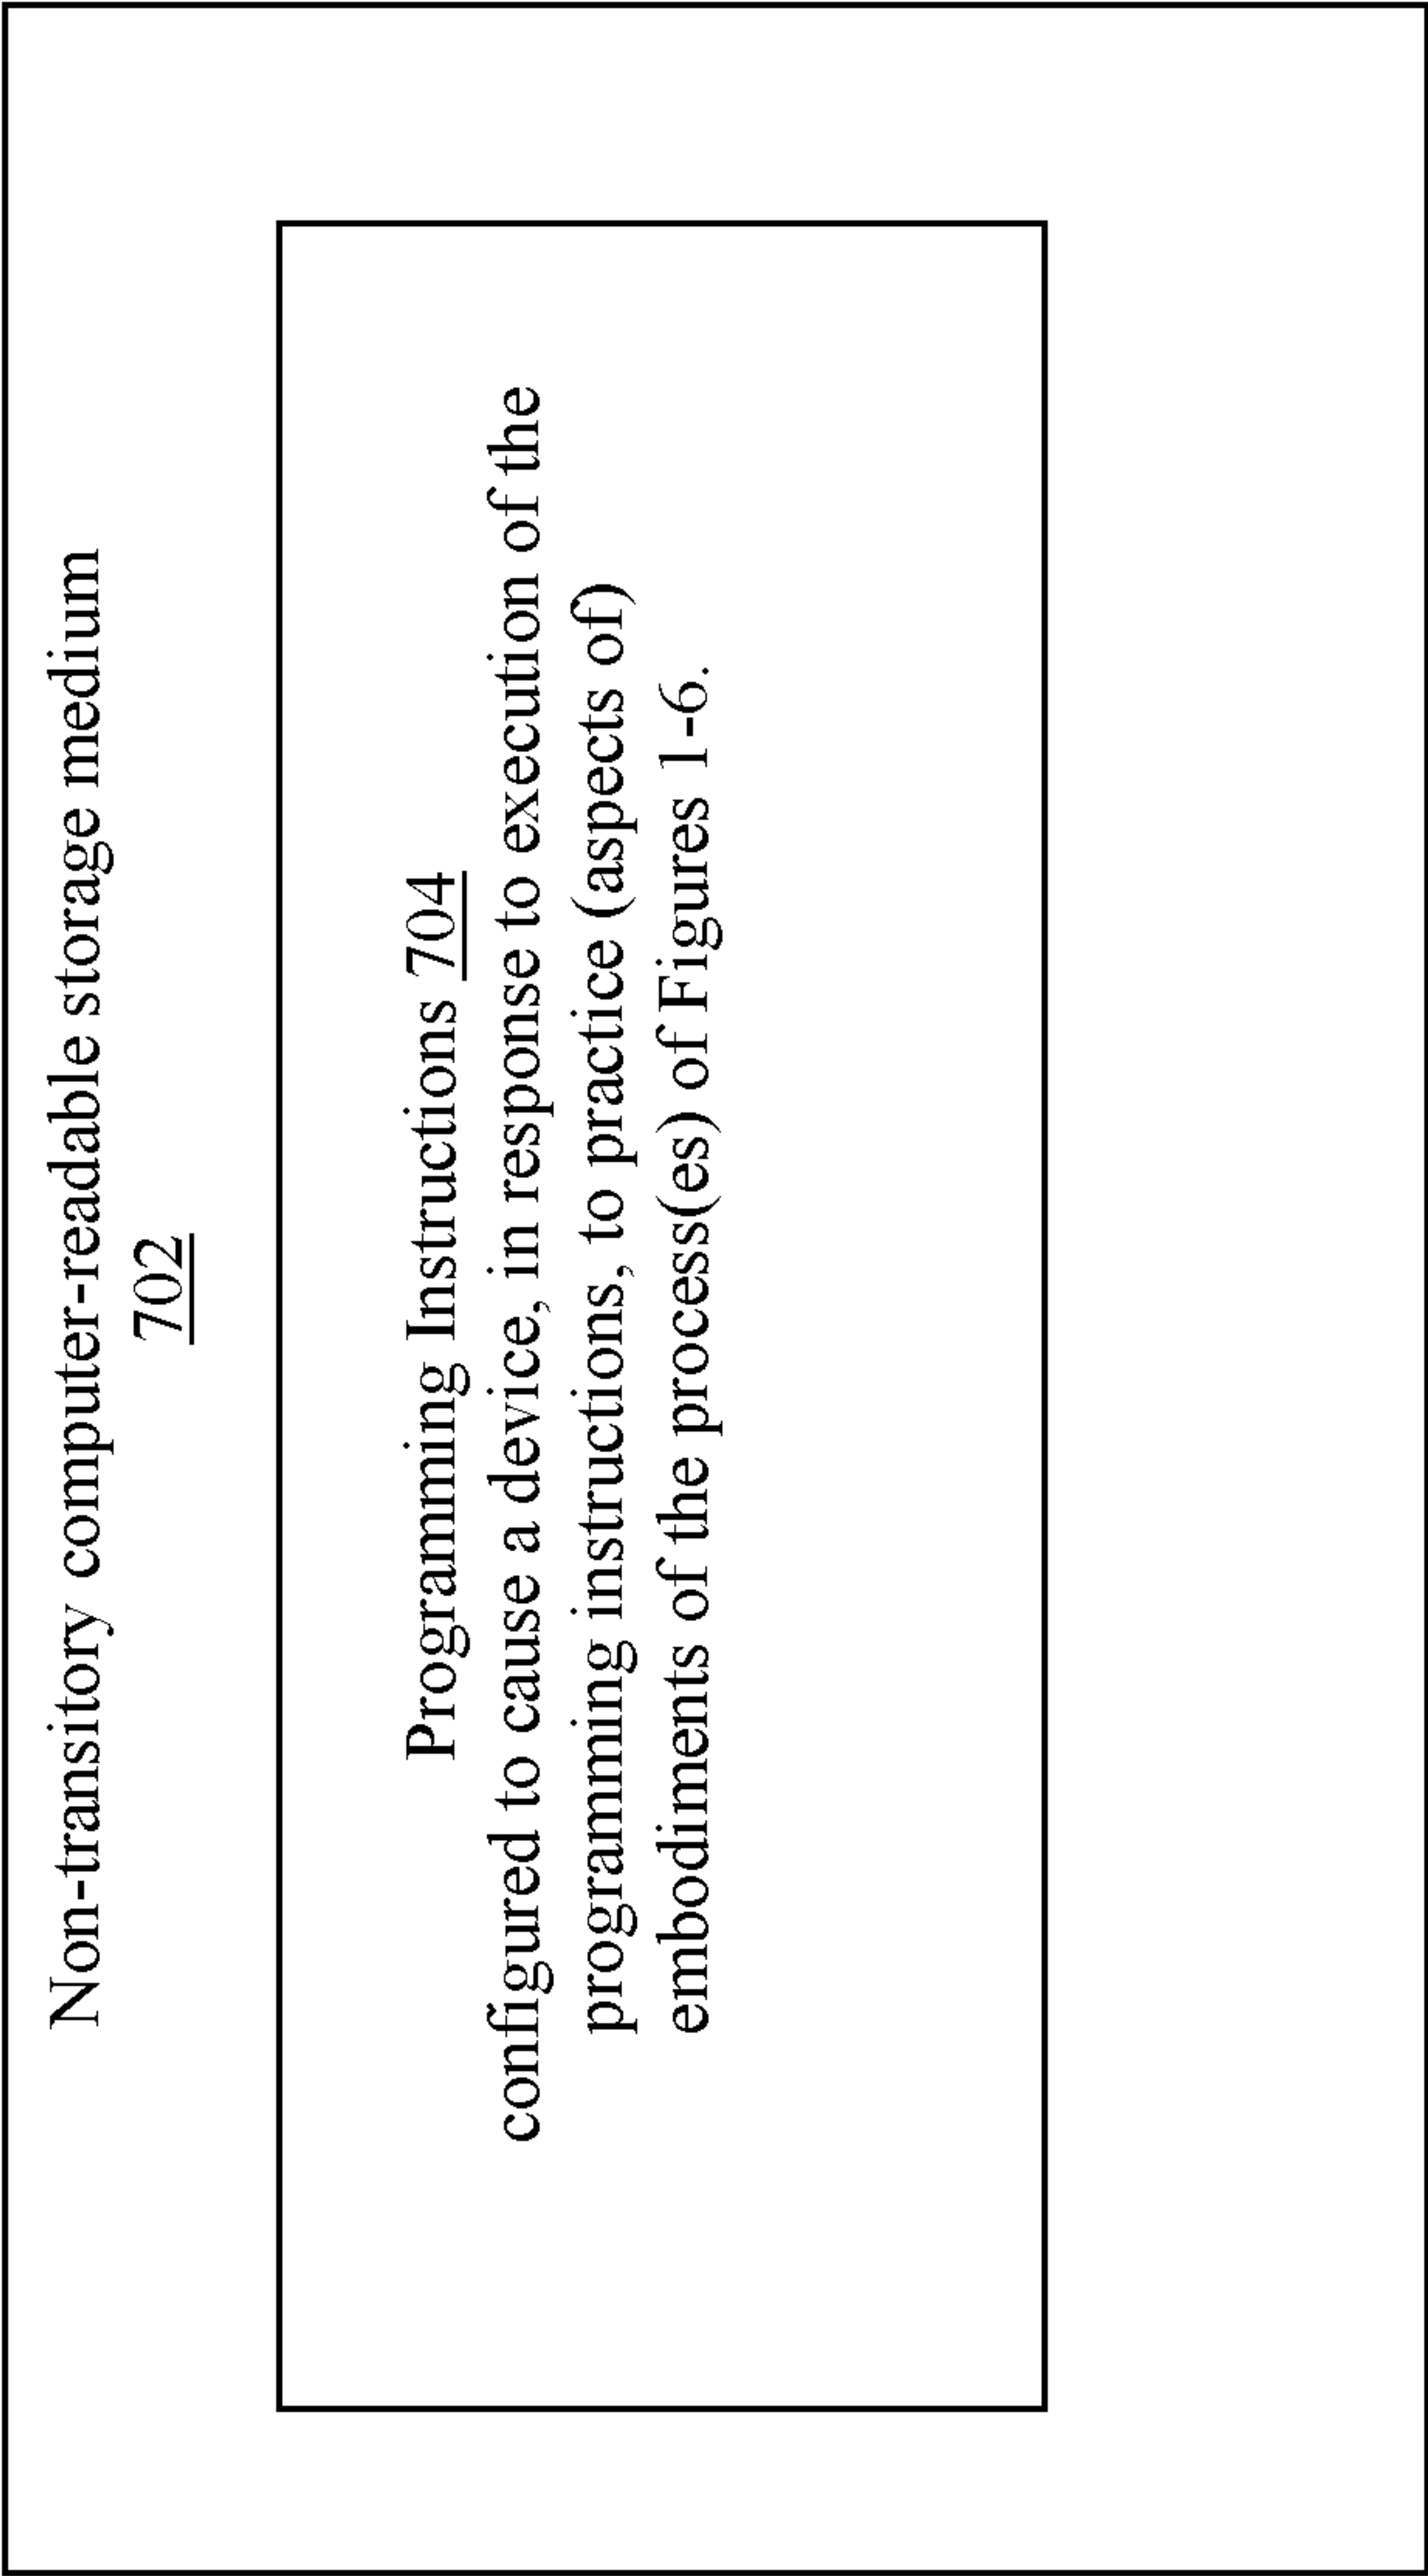 Non-transitory computer-readable storage medium
702
Programming Instructions 704
configured to cause a device, in response to execution of the
programming instructions, to practice (aspects of)
embodiments of the process(es) of Figures 1-6.